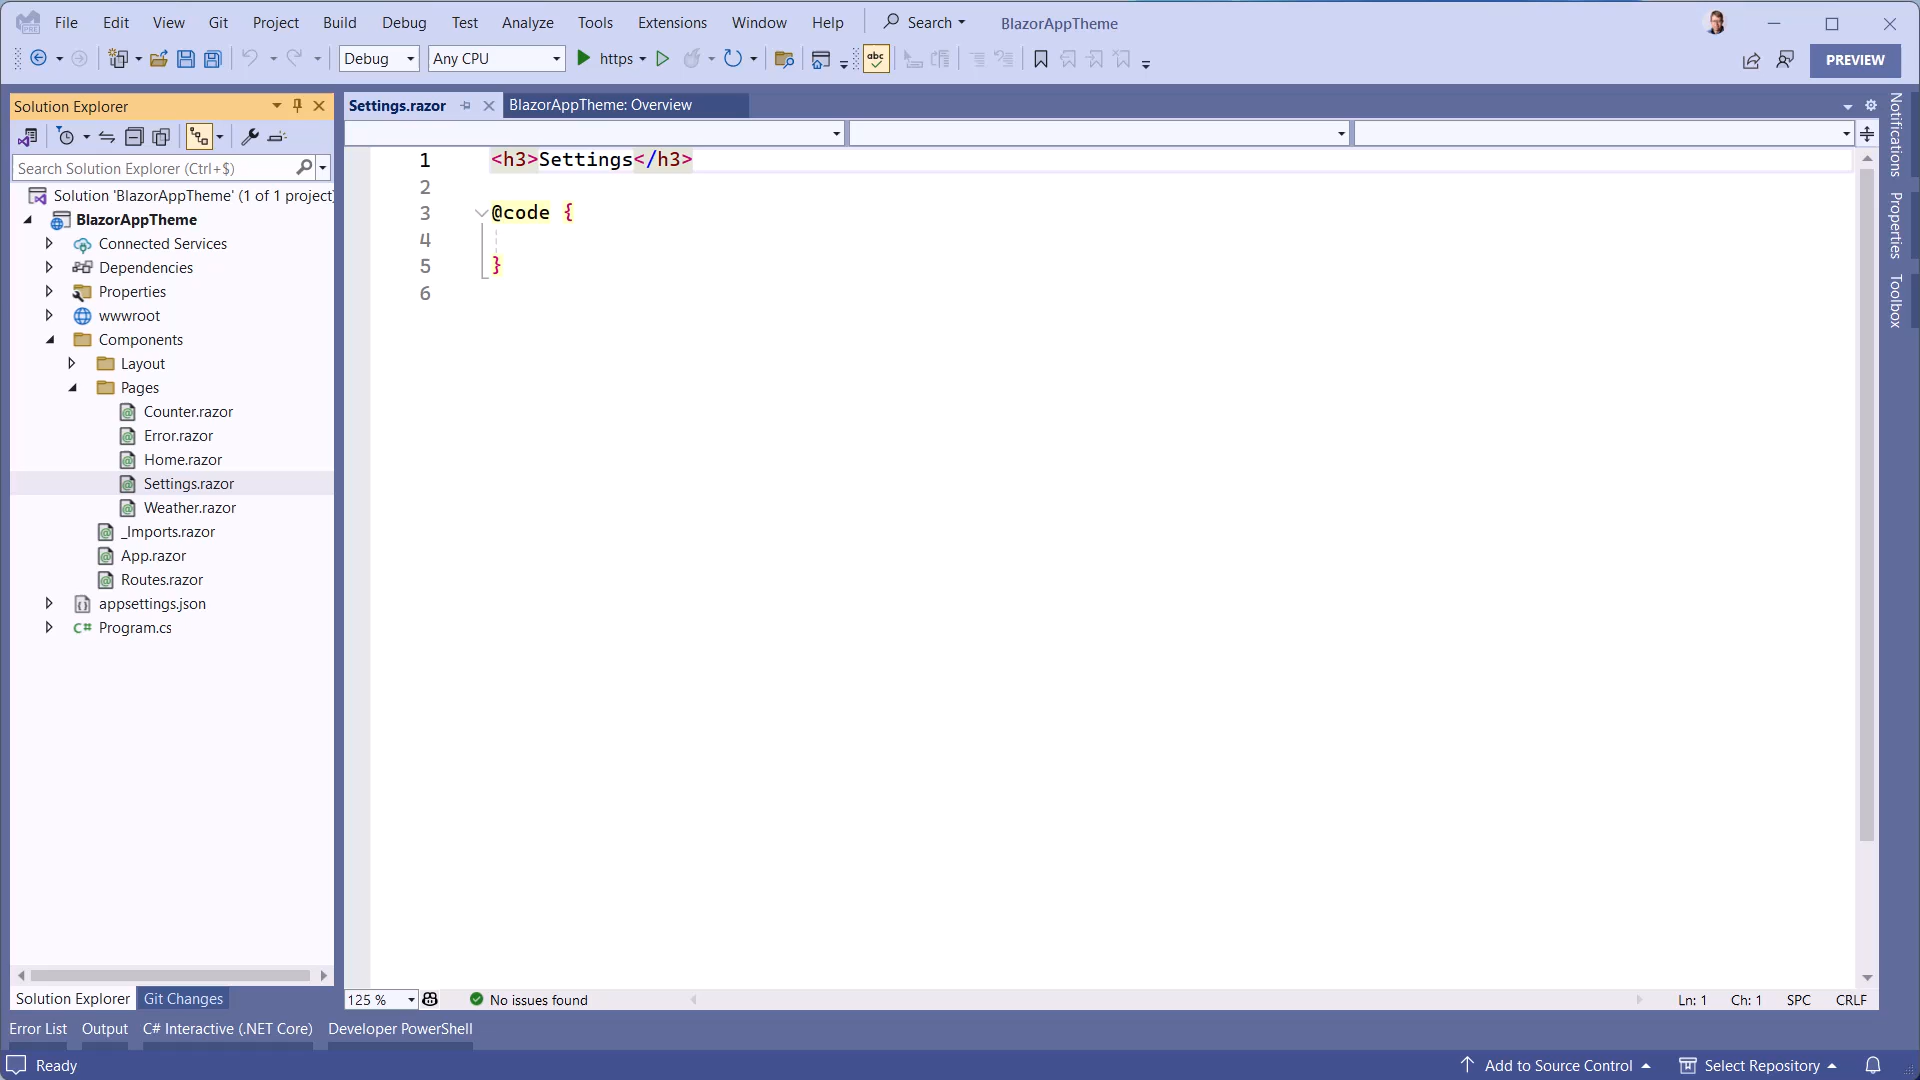 File Edit View Git Project Build Debug Test Analyze Tools Extensions Window Help Search BlazorAppTheme
Debug Any CPU https abc PREVIEW
Solution Explorer
Search Solution Explorer (Ctrl+$)
Solution 'BlazorAppTheme' (1 of 1 project
BlazorAppTheme
Connected Services
Dependencies
Properties
wwwroot
Components
Layout
Pages
Counter.razor
Error.razor
Home.razor
Settings.razor
Weather.razor
_Imports.razor
App.razor
Routes.razor
appsettings.json
C# Program.cs
Solution Explorer Git Changes
Settings.razor BlazorAppTheme: Overview
1 <h3>Settings</h3>
2
3 @code {
4
5 }
6
125 % No issues found Ln: 1 Ch: 1 SPC CRLF
Notifications
Properties
Toolbox
Error List Output C# Interactive (.NET Core) Developer PowerShell
Ready Add to Source Control Select Repository